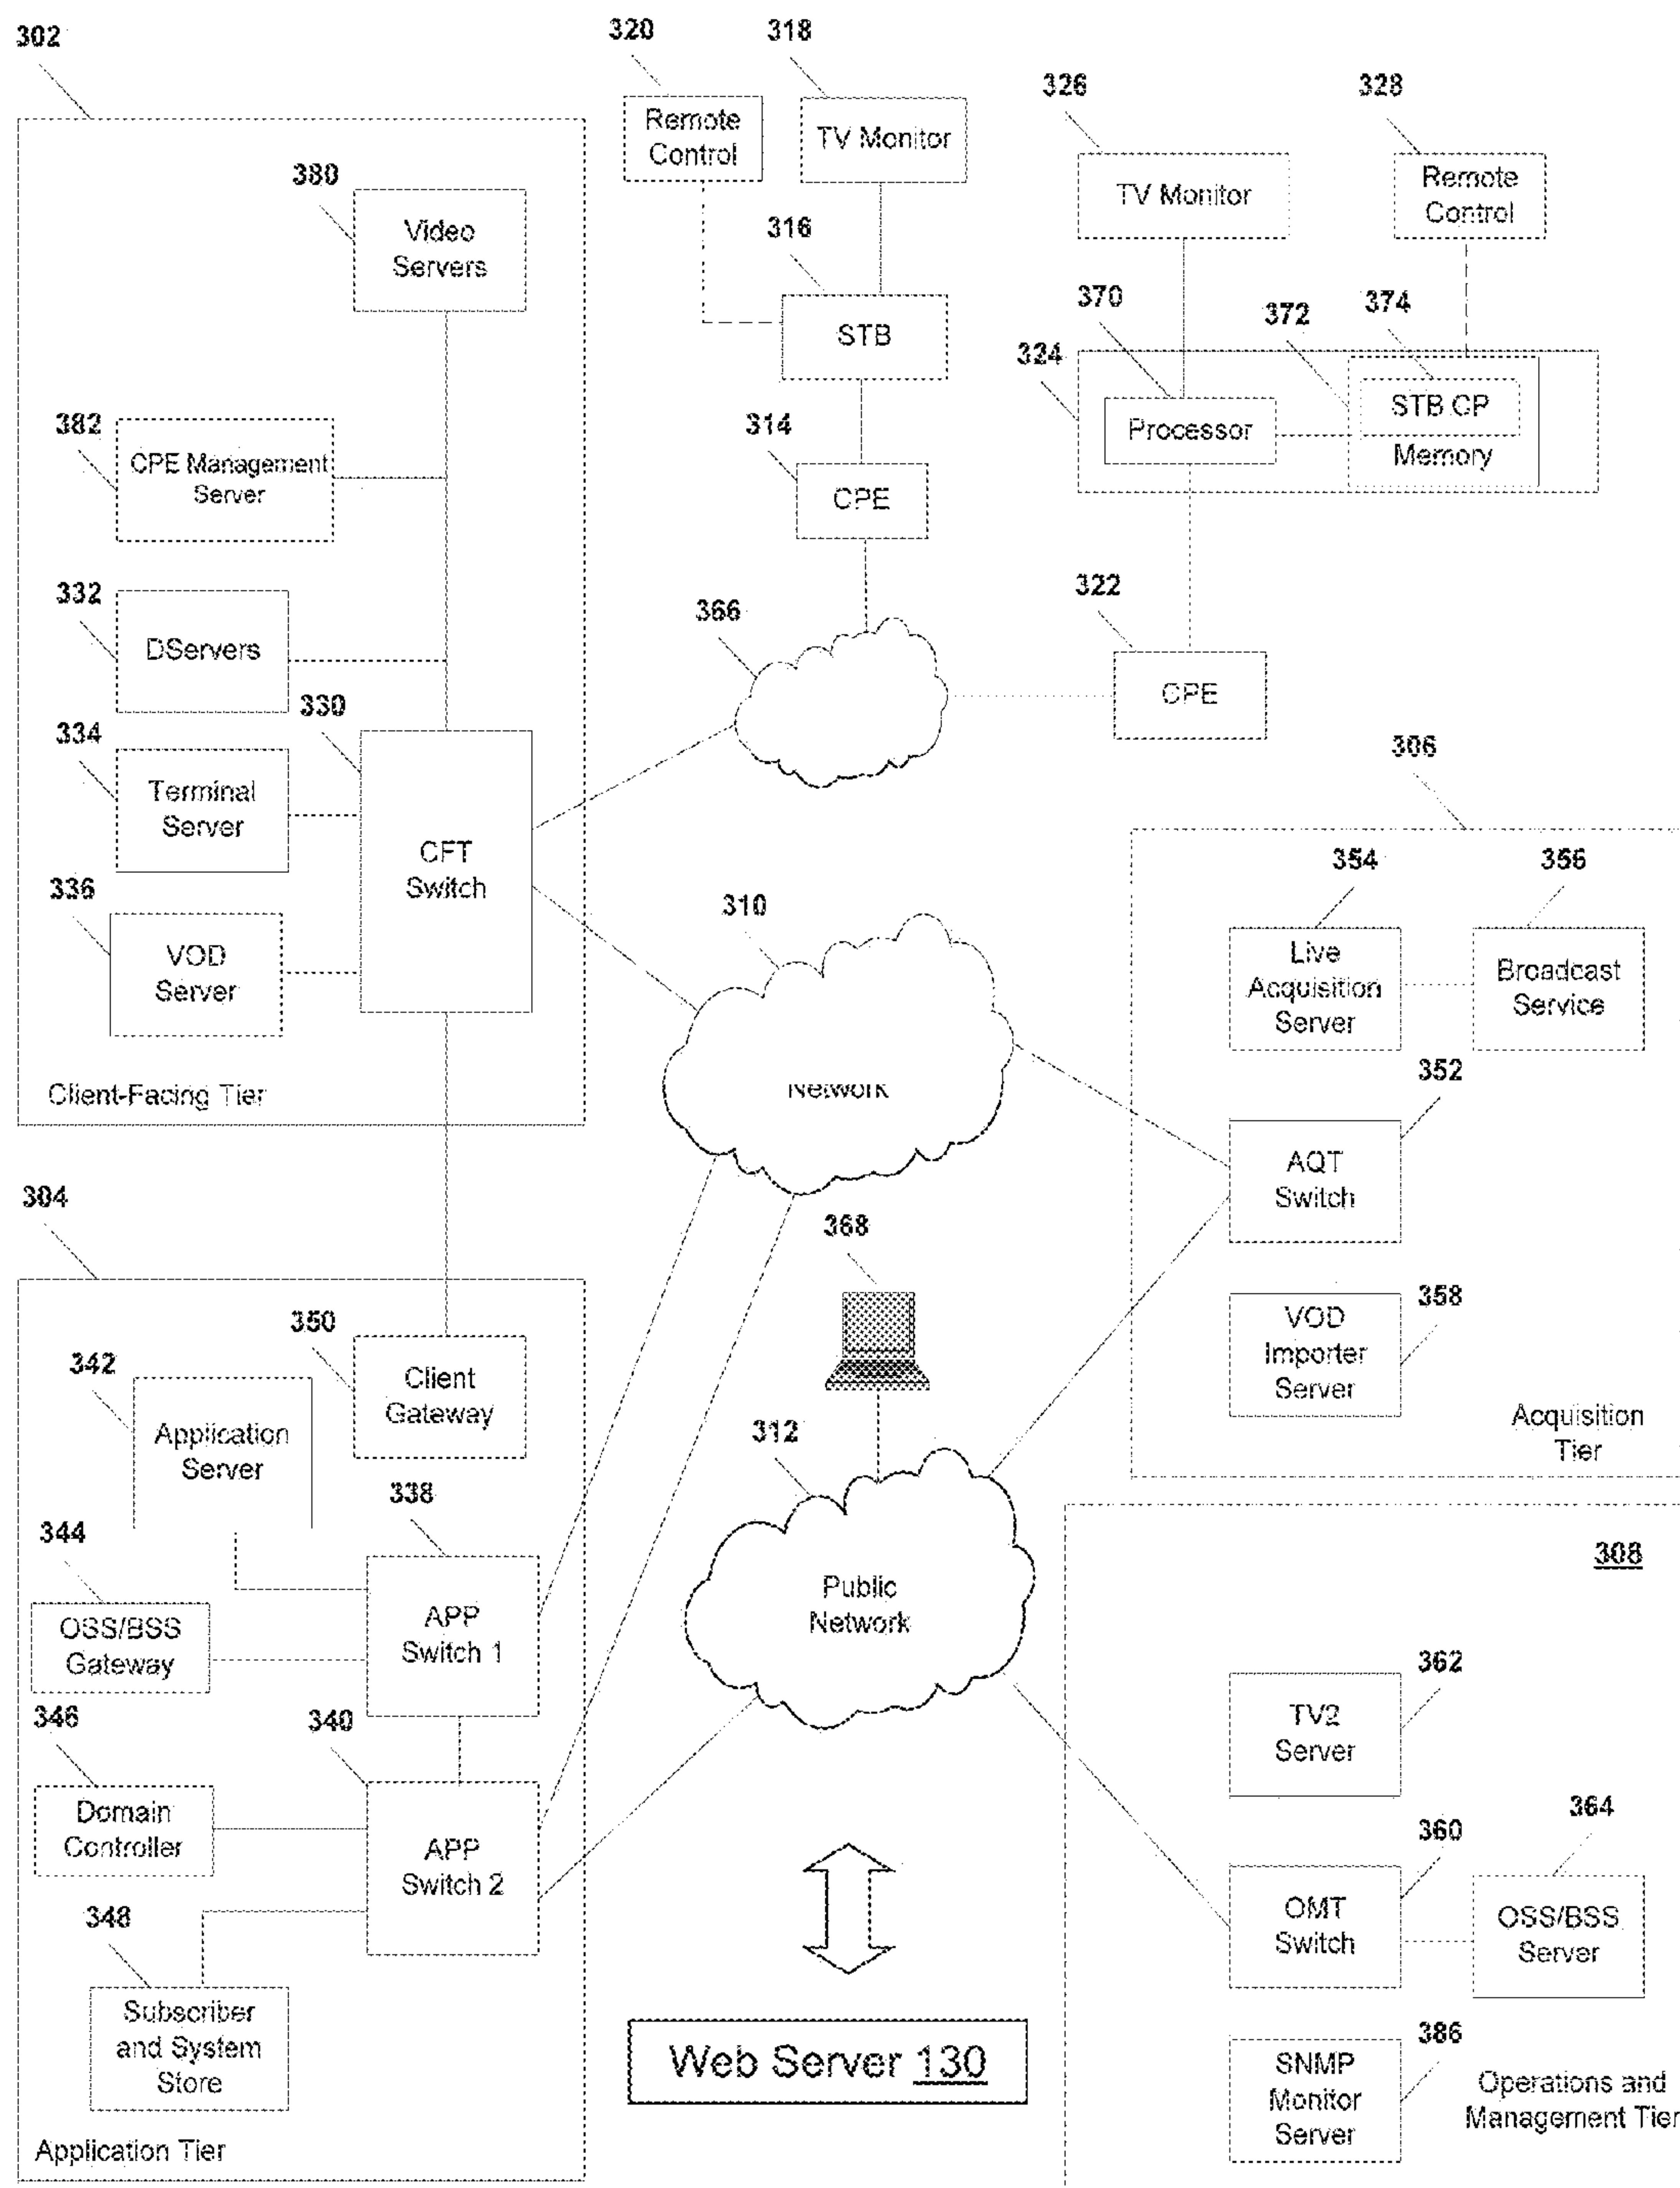 302
320
318
326
328
Remote
Control
TV Monitor
TV Monitor
Remote
Control
380
Video
Servers
316
STB
370
372
374
324
Processor
STB CP
Memory
382
CPE Management
Server
314
CPE
332
DServers
366
322
CPE
330
334
Terminal
Server
CFT
Switch
336
VOD
Server
Client-Facing Tier
310
Network
306
354
356
Live
Acquisition
Server
Broadcast
Service
352
AQT
Switch
358
VOD
Importer
Server
Acquisition
Tier
304
368
350
Client
Gateway
342
Application
Server
338
312
Public
Network
344
OSS/BSS
Gateway
APP
Switch 1
346
340
Domain
Controller
APP
Switch 2
348
Subscriber
and System
Store
Application Tier
Web Server 130
308
362
TV2
Server
360
364
OMT
Switch
OSS/BSS
Server
386
SNMP
Monitor
Server
Operations and
Management Tier